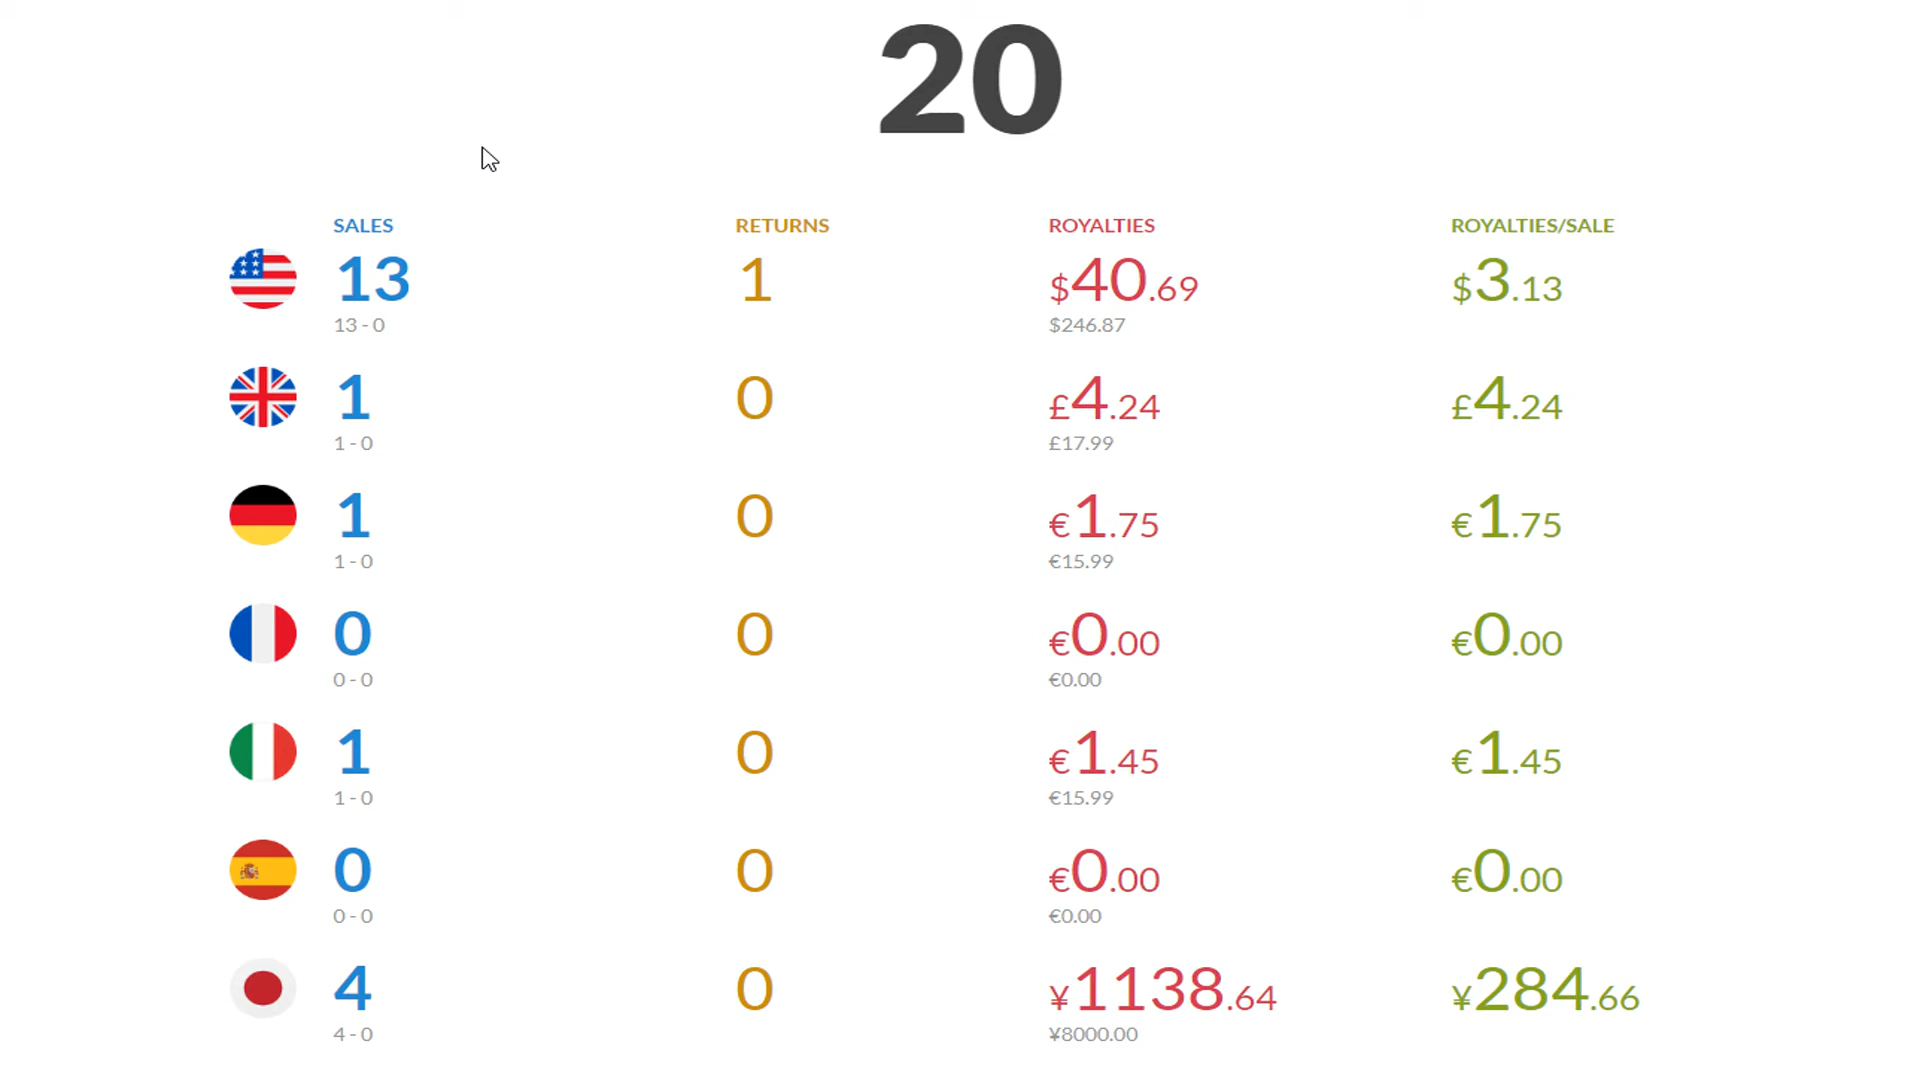 20
SALES RETURNS ROYALTIES ROYALTIES/SALE
13 1 $40.69 $3.13
13 - 0 $246.87
1 0 £4.24 £4.24
1 - 0 £17.99
1 0 €1.75 €1.75
1 - 0 €15.99
0 0 €0.00 €0.00
0 - 0 €0.00
1 0 €1.45 €1.45
1 - 0 €15.99
0 0 €0.00 €0.00
0 - 0 €0.00
4 0 ¥1138.64 ¥284.66
4 - 0 ¥8000.00